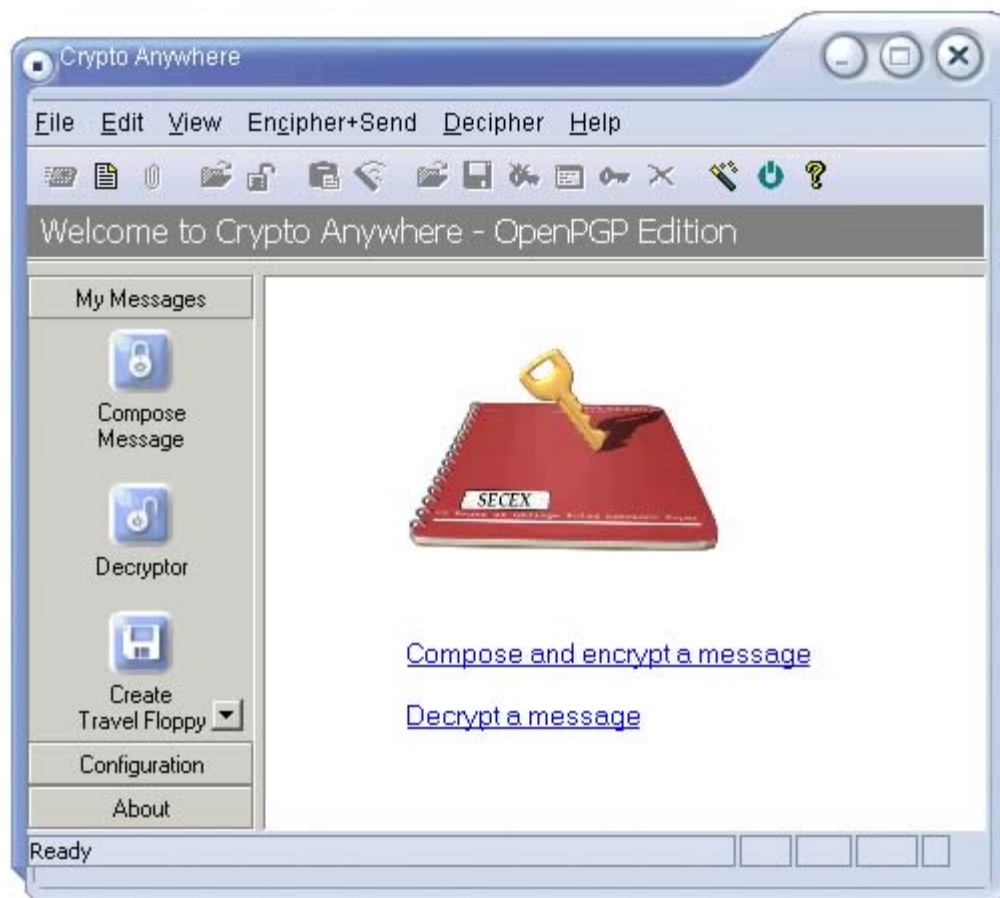 Crypto Anywhere
File Edit View Encipher+Send Decipher Help
Welcome to Crypto Anywhere - OpenPGP Edition
My Messages
Compose
Message
Decryptor
Create
Travel Floppy
Configuration
About
SECEX
Compose and encrypt a message
Decrypt a message
Ready